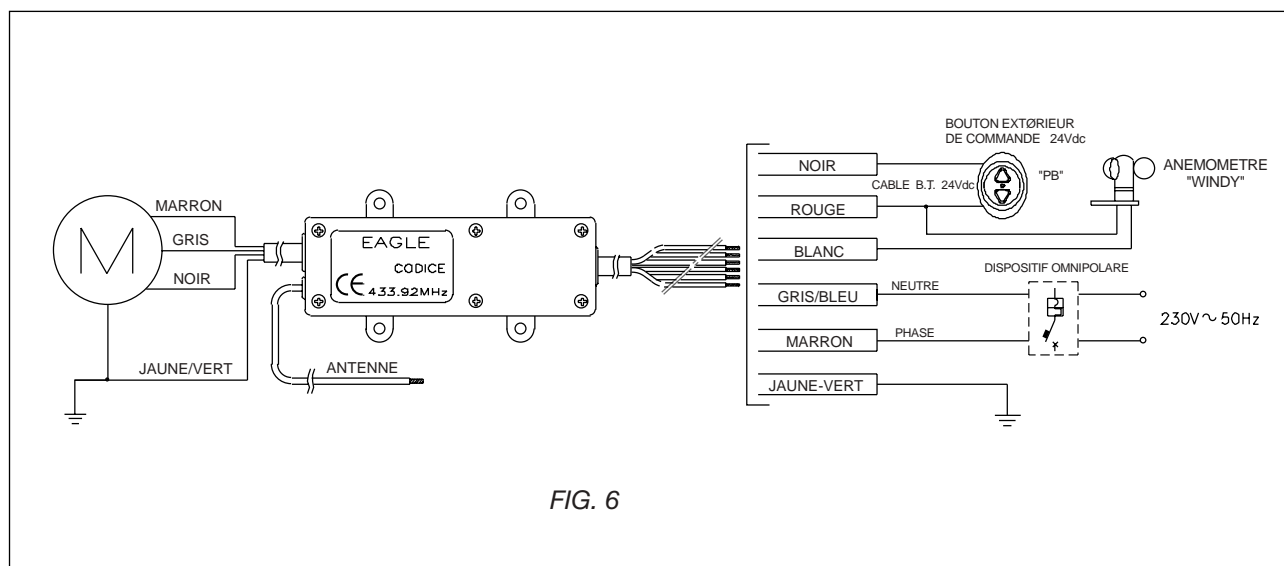 BOUTON EXTØRIEUR
DE COMMANDE 24Vdc
NOIR
CABLE B.T. 24Vdc
"PB"
ANEMOMETRE
"WINDY"
ROUGE
BLANC
DISPOSITIF OMNIPOLARE
GRIS/BLEU
NEUTRE
230V~50Hz
MARRON
PHASE
JAUNE-VERT
MARRON
GRIS
NOIR
M
JAUNE/VERT
EAGLE
CODICE
CE 433.92MHz
ANTENNE
FIG. 6